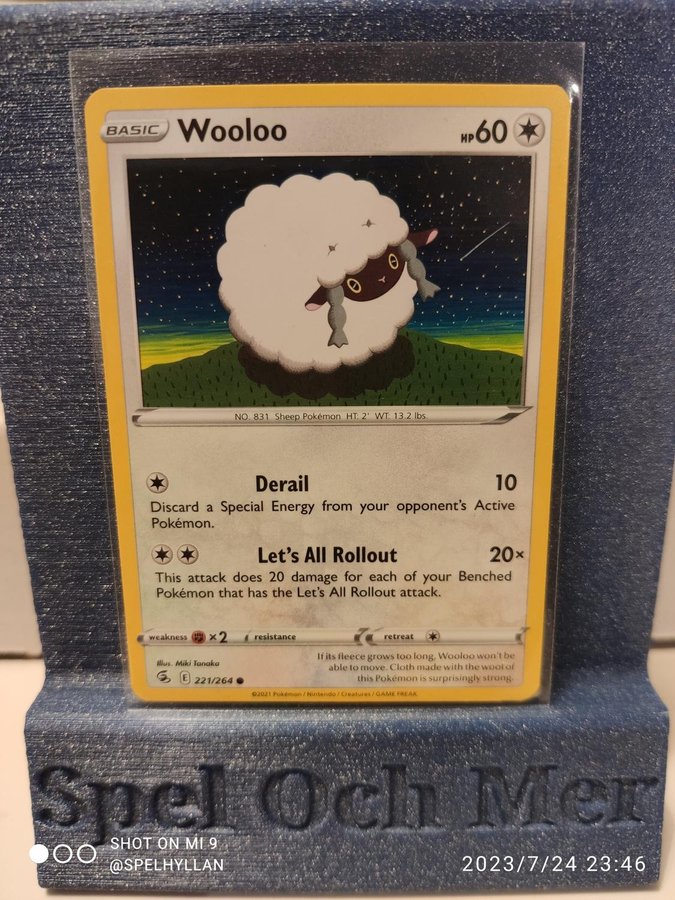 BASIC Wooloo HP 60
NO. 831 Sheep Pokémon HT: 2' WT: 13.2 lbs.
Derail 10
Discard a Special Energy from your opponent's Active
Pokémon.
Let's All Rollout 20×
This attack does 20 damage for each of your Benched
Pokémon that has the Let's All Rollout attack.
weakness ×2 resistance retreat
Illus. Miki Tanaka
E 221/264
If its fleece grows too long, Wooloo won't be
able to move. Cloth made with the wool of
this Pokémon is surprisingly strong.
©2021 Pokémon / Nintendo / Creatures / GAME FREAK
Spel Och Mer
SHOT ON MI 9
@SPELHYLLAN
2023/7/24 23:46